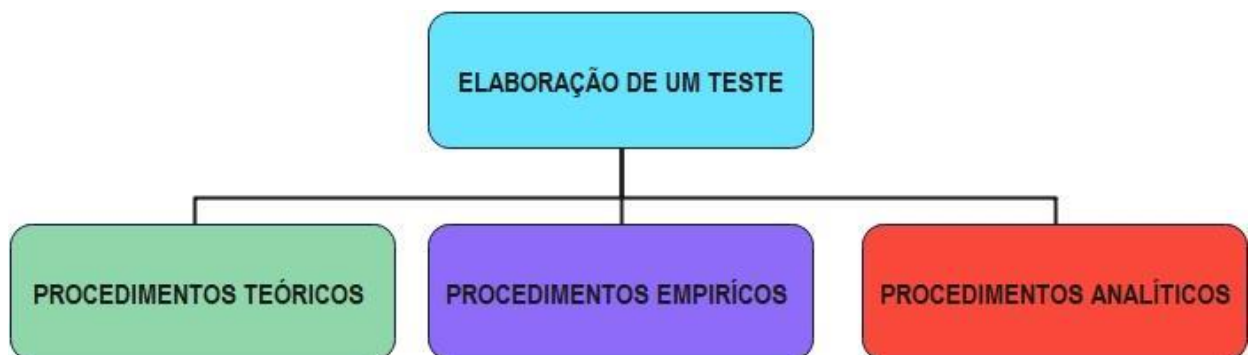 ELABORAÇÃO DE UM TESTE
PROCEDIMENTOS TEÓRICOS
PROCEDIMENTOS EMPIRÍCOS
PROCEDIMENTOS ANALÍTICOS